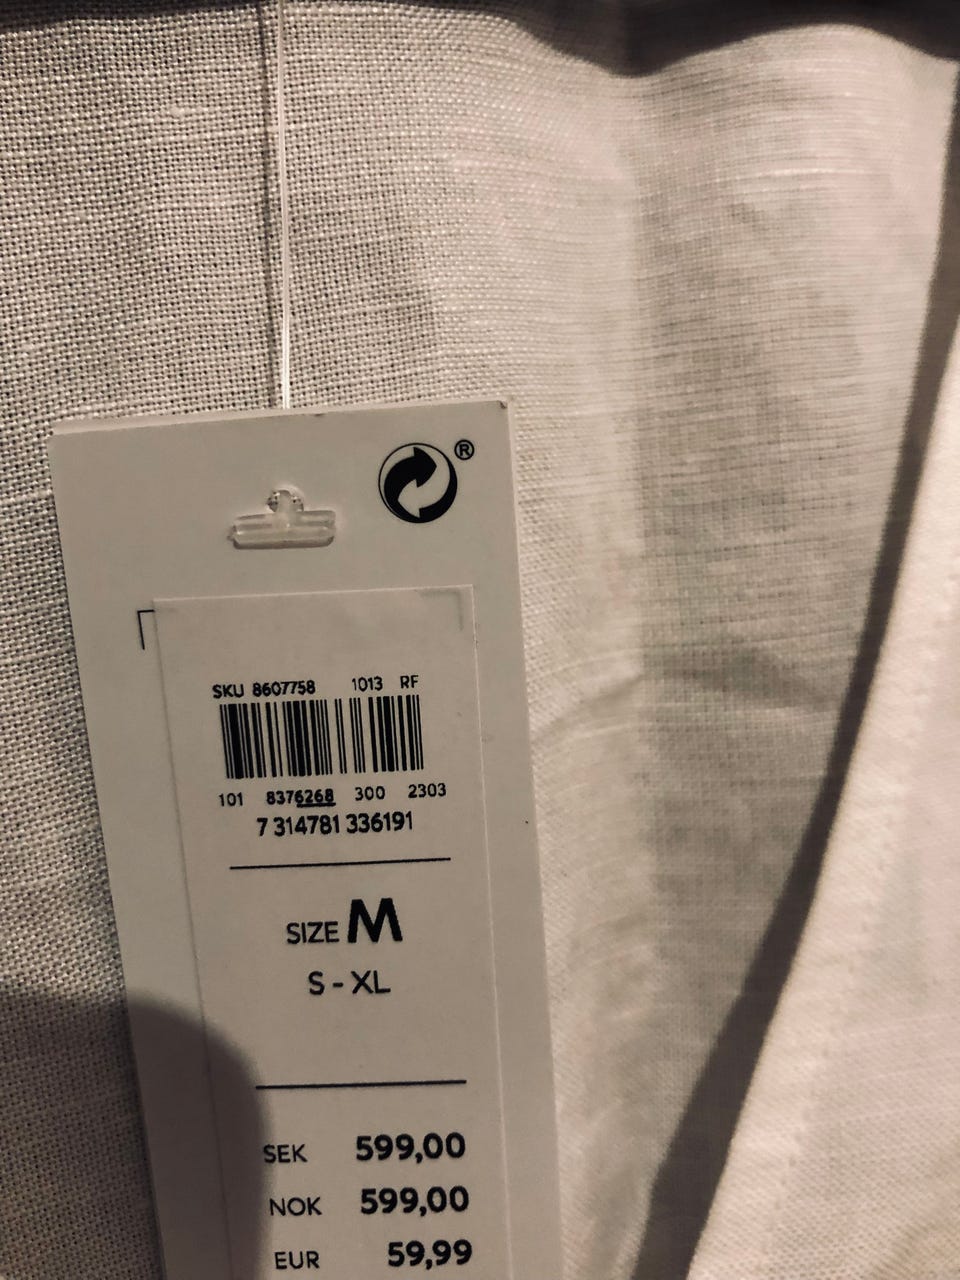 ®
SKU 8607758 1013 RF
101 8376268 300 2303
7 314781 336191
SIZE M
S - XL
SEK 599,00
NOK 599,00
EUR 59,99